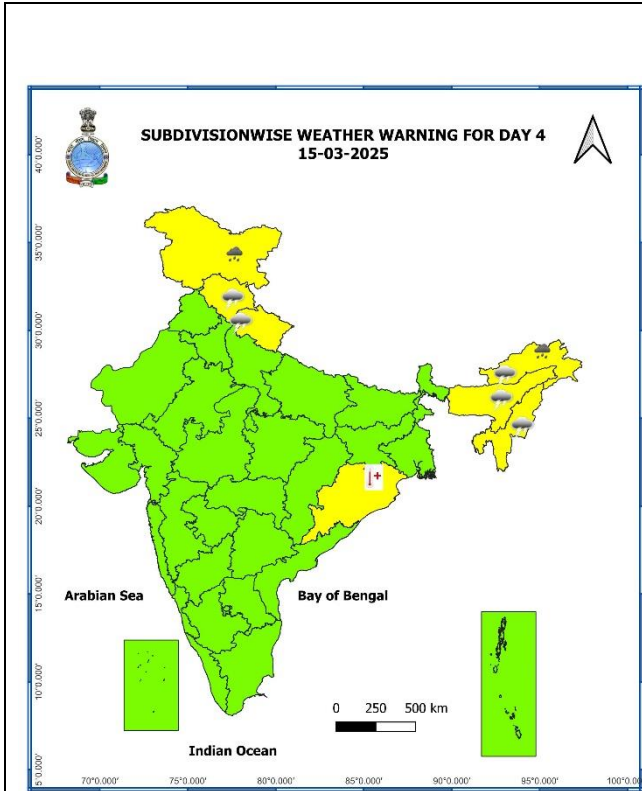 SUBDIVISIONWISE WEATHER WARNING FOR DAY 4
15-03-2025
40°0.000'
35°0.000'
30°0.000'
25°0.000'
20°0.000'
15°0.000'
10°0.000'
5°0.000'
Arabian Sea
Bay of Bengal
0 250 500 km
Indian Ocean
70°0.000' 75°0.000' 80°0.000' 85°0.000' 90°0.000' 95°0.000' 100°0.00